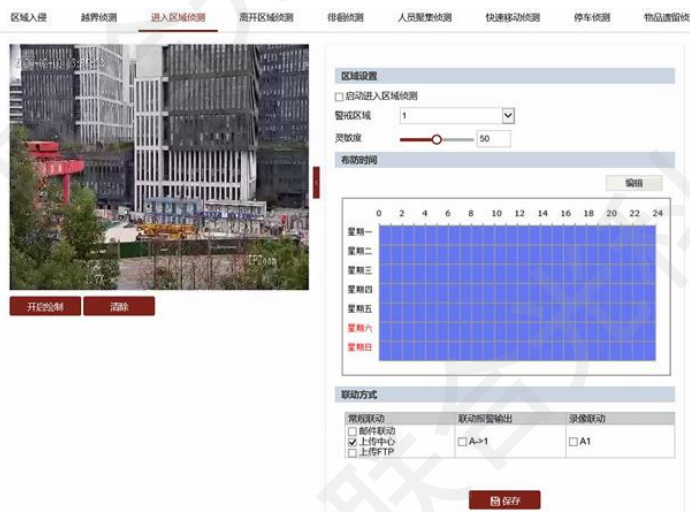 区域入侵 越界侦测 进入区域侦测 离开区域侦测 徘徊侦测 人员聚集侦测 快速移动侦测 停车侦测 物品遗留侦
区域设置
启动进入区域侦测
警戒区域 1
灵敏度 50
布防时间
编辑
0 2 4 6 8 10 12 14 16 18 20 22 24
星期一
星期二
星期三
星期四
星期五
星期六
星期日
开启绘制 清除
联动方式
常规联动 联动报警输出 录像联动
邮件联动
上传中心 A->1 A1
上传FTP
保存